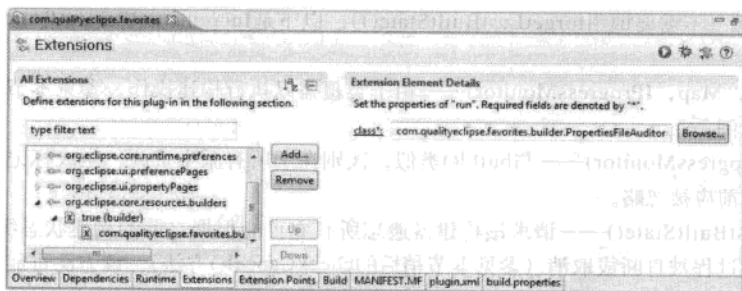 com.qualityeclipse.favorites
Extensions
All Extensions
Define extensions for this plug-in in the following section.
type filter text
org.eclipse.core.runtime.preferences
org.eclipse.ui.preferencePages
org.eclipse.ui.propertyPages
org.eclipse.core.resources.builders
true (builder)
com.qualityeclipse.favorites.bu
Add...
Remove
Up
Down
Extension Element Details
Set the properties of "run". Required fields are denoted by "*".
class*: com.qualityeclipse.favorites.builder.PropertiesFileAuditor Browse...
Overview Dependencies Runtime Extensions Extension Points Build MANIFEST.MF plugin.xml build.properties